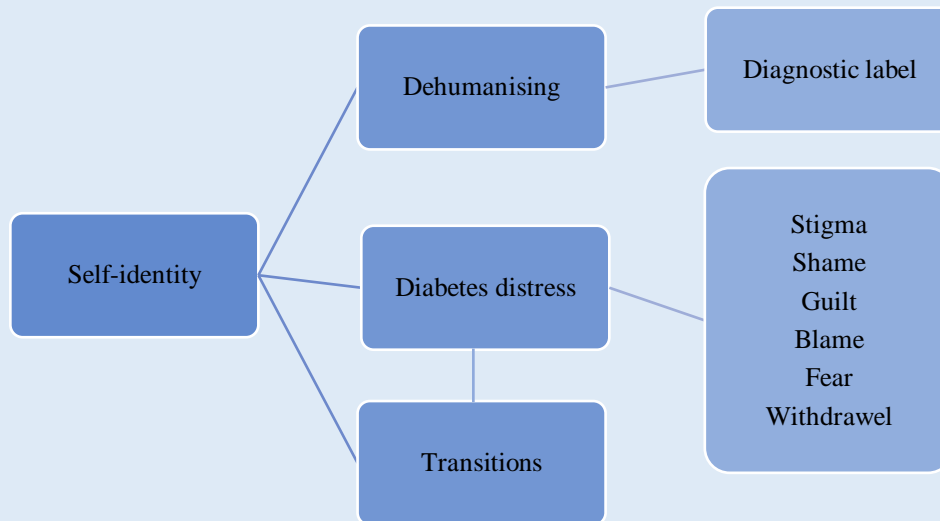 Dehumanising
Diagnostic label
Self-identity
Diabetes distress
Stigma
Shame
Guilt
Blame
Fear
Withdrawel
Transitions